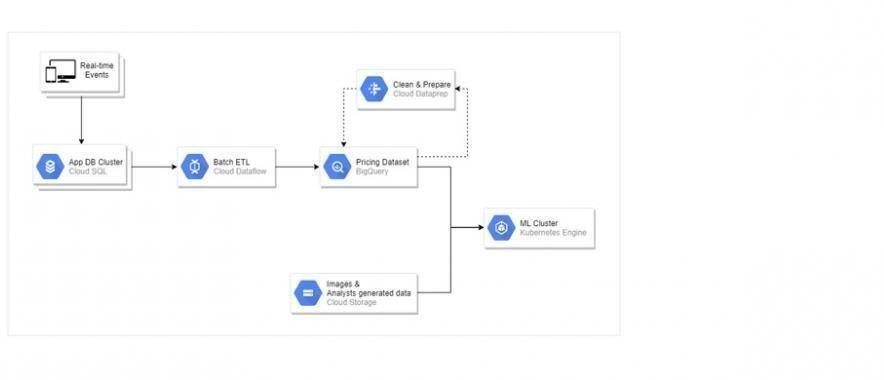 Real-time
Events
Clean & Prepare
Cloud Dataprep
App DB Cluster
Cloud SQL
Batch ETL
Cloud Dataflow
Pricing Dataset
BigQuery
ML Cluster
Kubernetes Engine
Images &
Analysts generated data
Cloud Storage